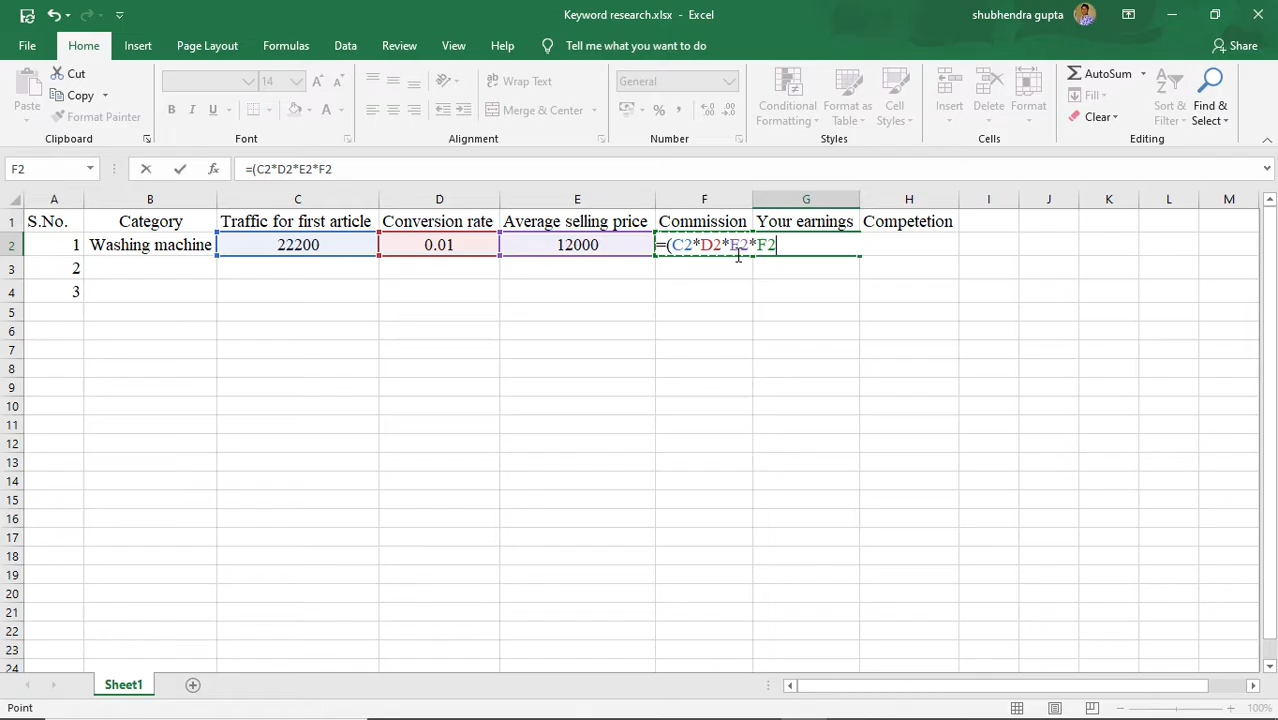 Keyword research.xlsx - Excel
shubhendra gupta
File Home Insert Page Layout Formulas Data Review View Help Tell me what you want to do Share
Paste
Cut
Copy
Format Painter
Clipboard
14
A A
B I U A
Font
ab Wrap Text
Merge & Center
Alignment
General
%
Number
Conditional Formatting
Format as Table
Cell Styles
Styles
Insert
Delete
Format
Cells
AutoSum
Fill
Clear
Sort & Filter
Find & Select
Editing
F2 fx =(C2*D2*E2*F2
A B C D E F G H I J K L M
1 S.No. Category Traffic for first article Conversion rate Average selling price Commission Your earnings Competetion
2 1 Washing machine 22200 0.01 12000 =(C2*D2*E2*F2
3 2
4 3
5
6
7
8
9
10
11
12
13
14
15
16
17
18
19
20
21
22
23
24
Sheet1
Point 100%